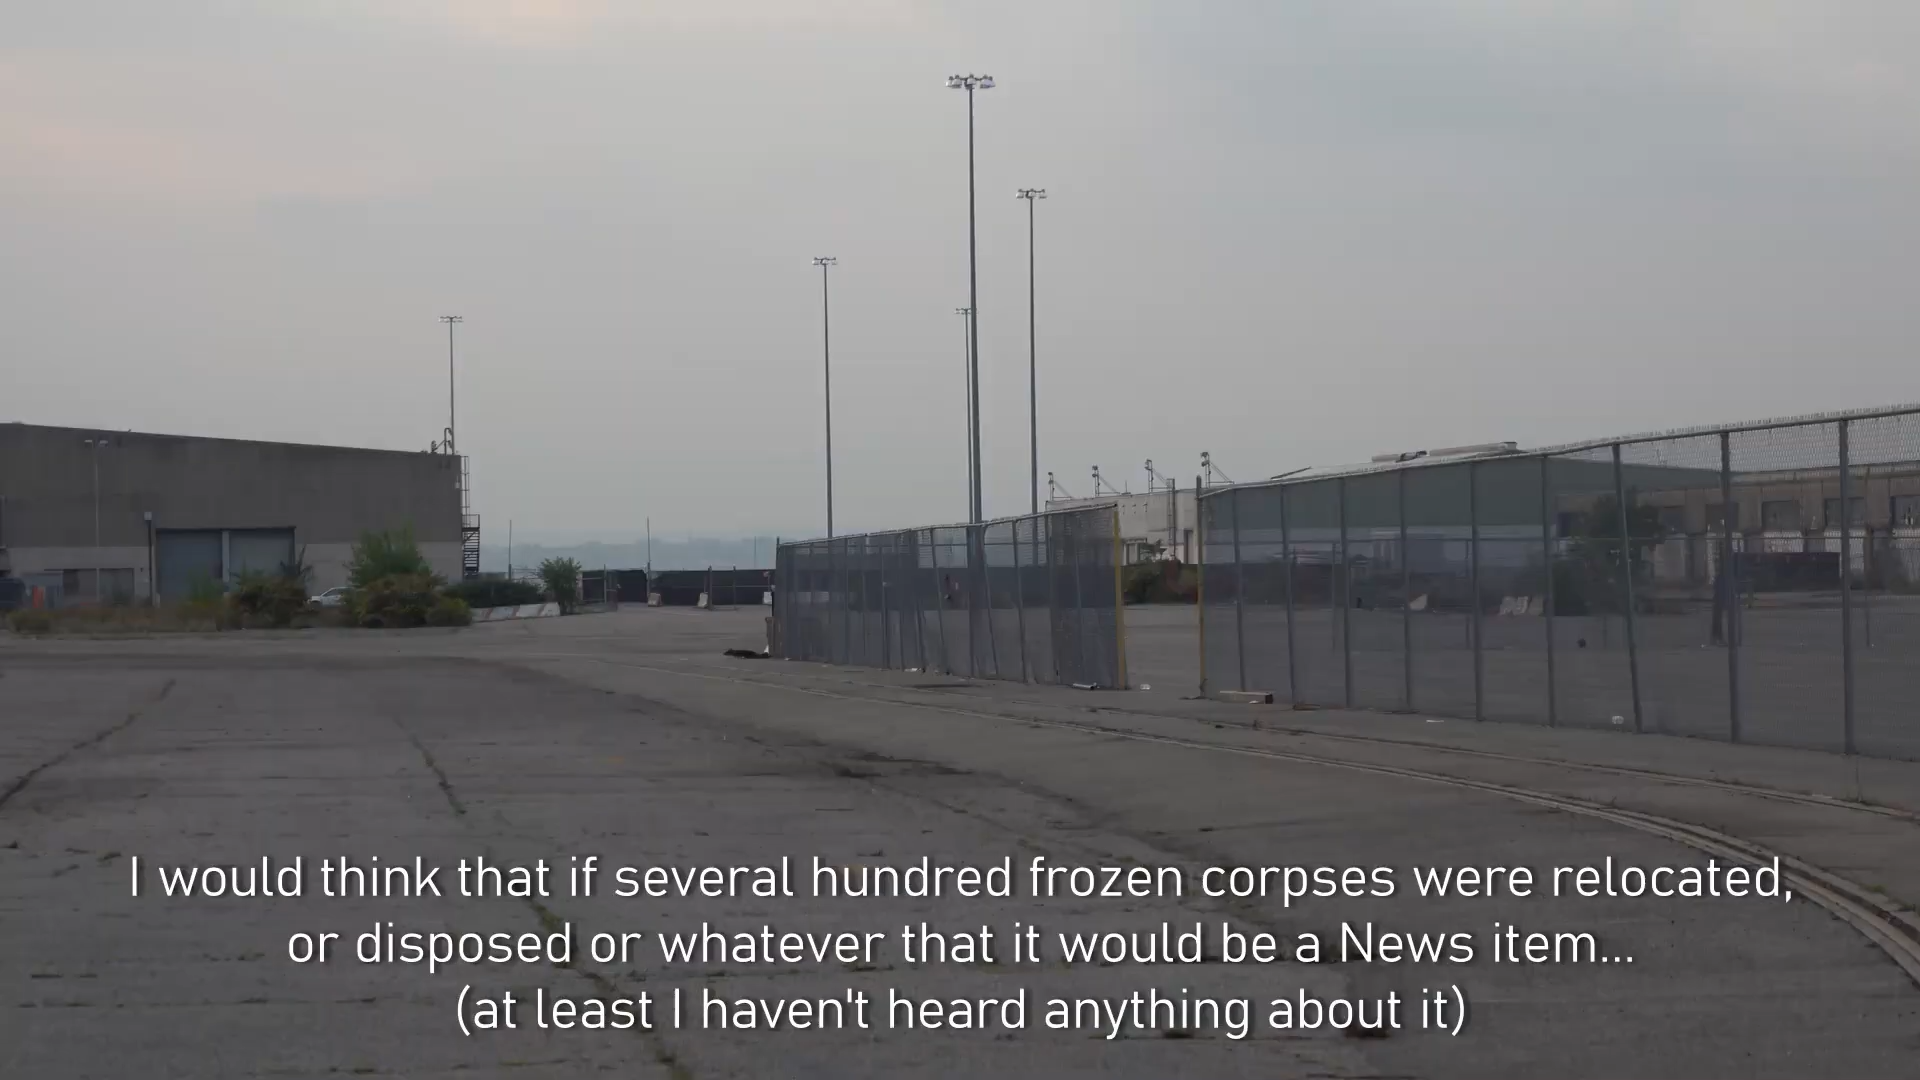 I would think that if several hundred frozen corpses were relocated,
or disposed or whatever that it would be a News item...
(at least I haven't heard anything about it)